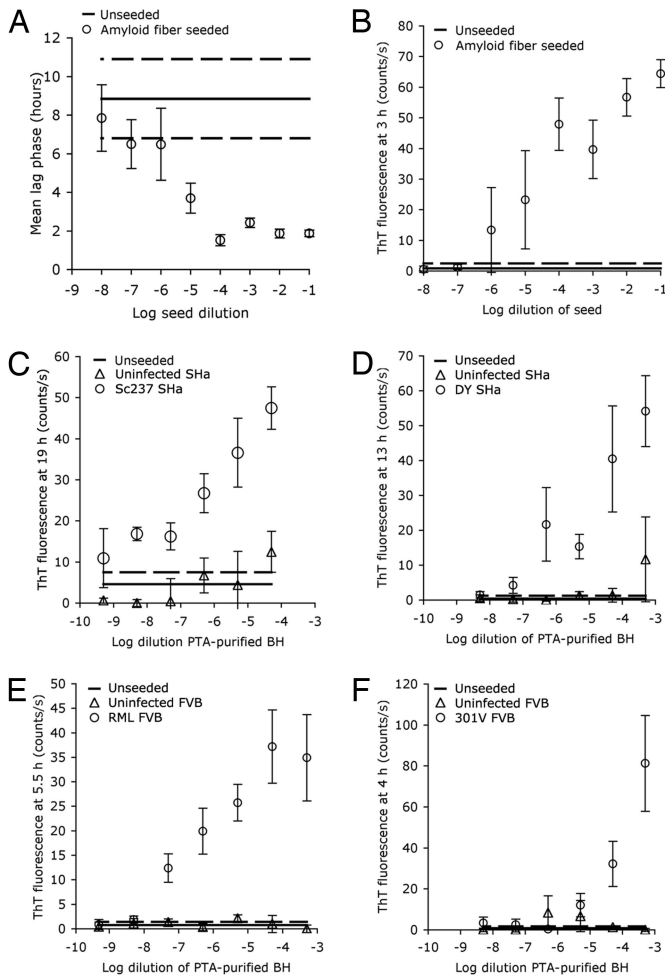 A
Unseeded
Amyloid fiber seeded
Mean lag phase (hours)
12
10
8
6
4
2
0
-9 -8 -7 -6 -5 -4 -3 -2 -1
Log seed dilution
B
Unseeded
Amyloid fiber seeded
ThT fluorescence at 3 h (counts/s)
80
70
60
50
40
30
20
10
0
-8 -7 -6 -5 -4 -3 -2 -1
Log dilution of seed
C
Unseeded
Uninfected SHa
Sc237 SHa
ThT fluorescence at 19 h (counts/s)
60
50
40
30
20
10
0
-10 -9 -8 -7 -6 -5 -4 -3
Log dilution PTA-purified BH
D
Unseeded
Uninfected SHa
DY SHa
ThT fluorescence at 13 h (counts/s)
70
60
50
40
30
20
10
0
-10 -9 -8 -7 -6 -5 -4 -3
Log dilution of PTA-purified BH
E
Unseeded
Uninfected FVB
RML FVB
ThT fluorescence at 5.5 h (counts/s)
50
45
40
35
30
25
20
15
10
5
0
-10 -9 -8 -7 -6 -5 -4 -3
Log dilution of PTA-purified BH
F
Unseeded
Uninfected FVB
301V FVB
ThT fluorescence at 4 h (counts/s)
120
100
80
60
40
20
0
-10 -9 -8 -7 -6 -5 -4 -3
Log dilution of PTA-purified BH